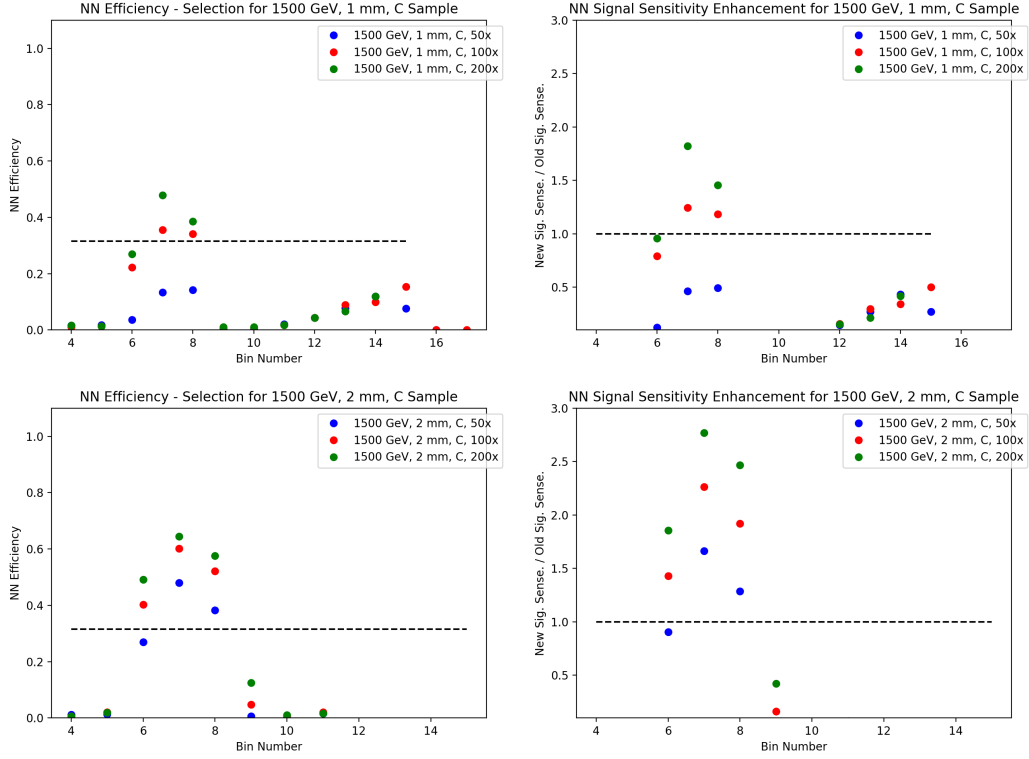 NN Efficiency - Selection for 1500 GeV, 1 mm, C Sample
1500 GeV, 1 mm, C, 50x
1500 GeV, 1 mm, C, 100x
1500 GeV, 1 mm, C, 200x
1.0
0.8
0.6
0.4
0.2
0.0
NN Efficiency
4 6 8 10 12 14 16
Bin Number
NN Signal Sensitivity Enhancement for 1500 GeV, 1 mm, C Sample
1500 GeV, 1 mm, C, 50x
1500 GeV, 1 mm, C, 100x
1500 GeV, 1 mm, C, 200x
3.0
2.5
2.0
1.5
1.0
0.5
New Sig. Sense. / Old Sig. Sense.
4 6 8 10 12 14 16
Bin Number
NN Efficiency - Selection for 1500 GeV, 2 mm, C Sample
1500 GeV, 2 mm, C, 50x
1500 GeV, 2 mm, C, 100x
1500 GeV, 2 mm, C, 200x
1.0
0.8
0.6
0.4
0.2
0.0
NN Efficiency
4 6 8 10 12 14
Bin Number
NN Signal Sensitivity Enhancement for 1500 GeV, 2 mm, C Sample
1500 GeV, 2 mm, C, 50x
1500 GeV, 2 mm, C, 100x
1500 GeV, 2 mm, C, 200x
3.0
2.5
2.0
1.5
1.0
0.5
New Sig. Sense. / Old Sig. Sense.
4 6 8 10 12 14
Bin Number